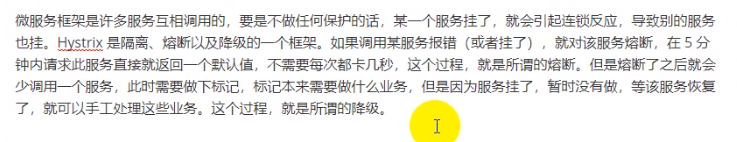 微服务框架是许多服务互相调用的，要是不做任何保护的话，某一个服务挂了，就会引起连锁反应，导致别的服务
也挂。Hystrix 是隔离、熔断以及降级的一个框架。如果调用某服务报错（或者挂了），就对该服务熔断，在 5 分
钟内请求此服务直接就返回一个默认值，不需要每次都卡几秒，这个过程，就是所谓的熔断。但是熔断了之后就会
少调用一个服务，此时需要做下标记，标记本来需要做什么业务，但是因为服务挂了，暂时没有做，等该服务恢复
了，就可以手工处理这些业务。这个过程，就是所谓的降级。